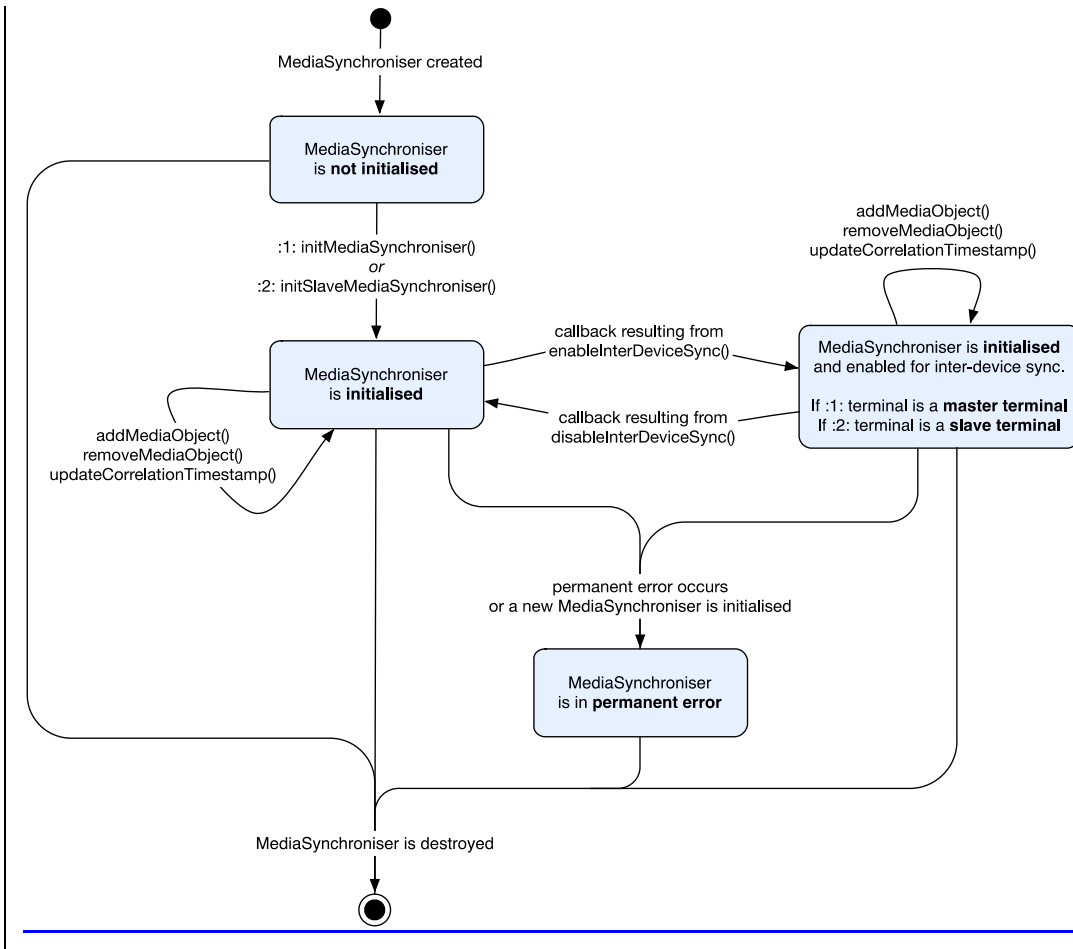 MediaSynchroniser created
MediaSynchroniser
is not initialised
:1: initMediaSynchroniser()
or
:2: initSlaveMediaSynchroniser()
addMediaObject()
removeMediaObject()
updateCorrelationTimestamp()
callback resulting from
enableInterDeviceSync()
MediaSynchroniser
is initialised
MediaSynchroniser is initialised
and enabled for inter-device sync.
If :1: terminal is a master terminal
If :2: terminal is a slave terminal
callback resulting from
disableInterDeviceSync()
addMediaObject()
removeMediaObject()
updateCorrelationTimestamp()
permanent error occurs
or a new MediaSynchroniser is initialised
MediaSynchroniser
is in permanent error
MediaSynchroniser is destroyed